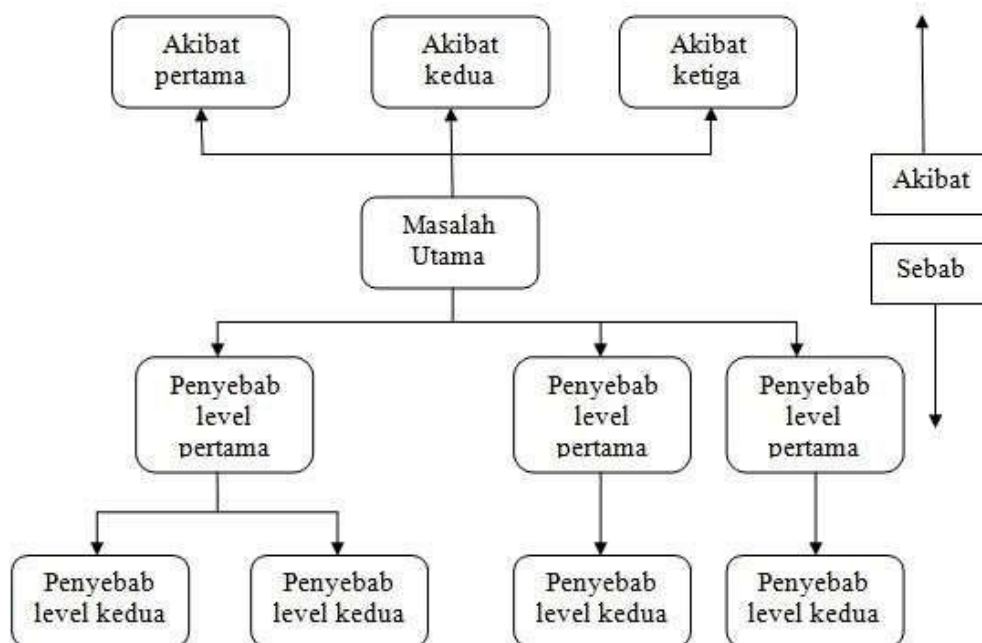 Akibat
pertama
Akibat
kedua
Akibat
ketiga
Akibat
Masalah
Utama
Sebab
Penyebab
level
pertama
Penyebab
level
pertama
Penyebab
level
pertama
Penyebab
level kedua
Penyebab
level kedua
Penyebab
level kedua
Penyebab
level kedua